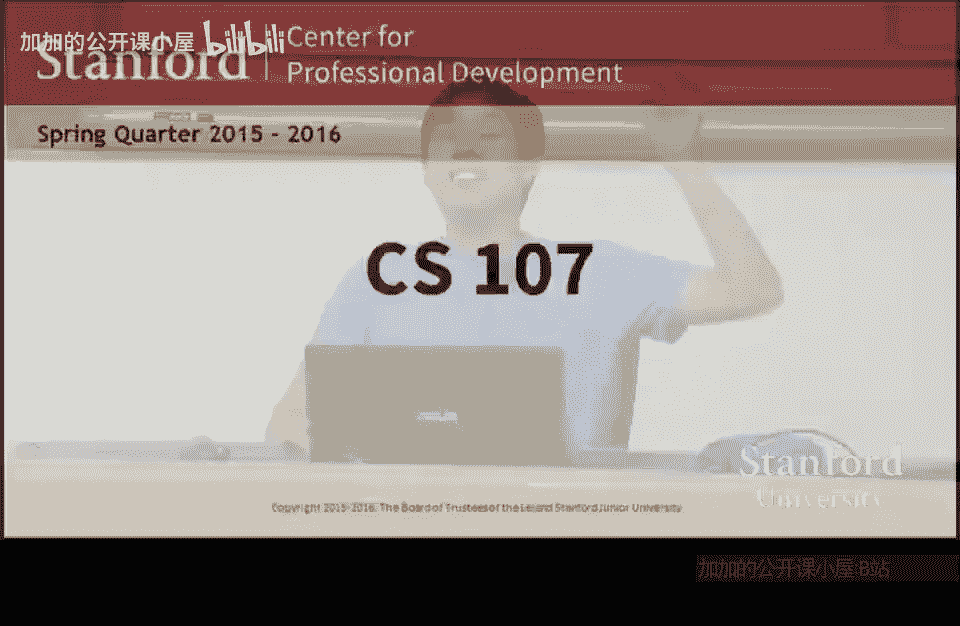 加加的公开课小屋 bilibili
Stanford
Center for
Professional Development
Spring Quarter 2015 - 2016
CS 107
Stanford
University
Copyright 2015-2016. The Board of Trustees of the Leland Stanford Junior University
加加的公开课小屋 B站